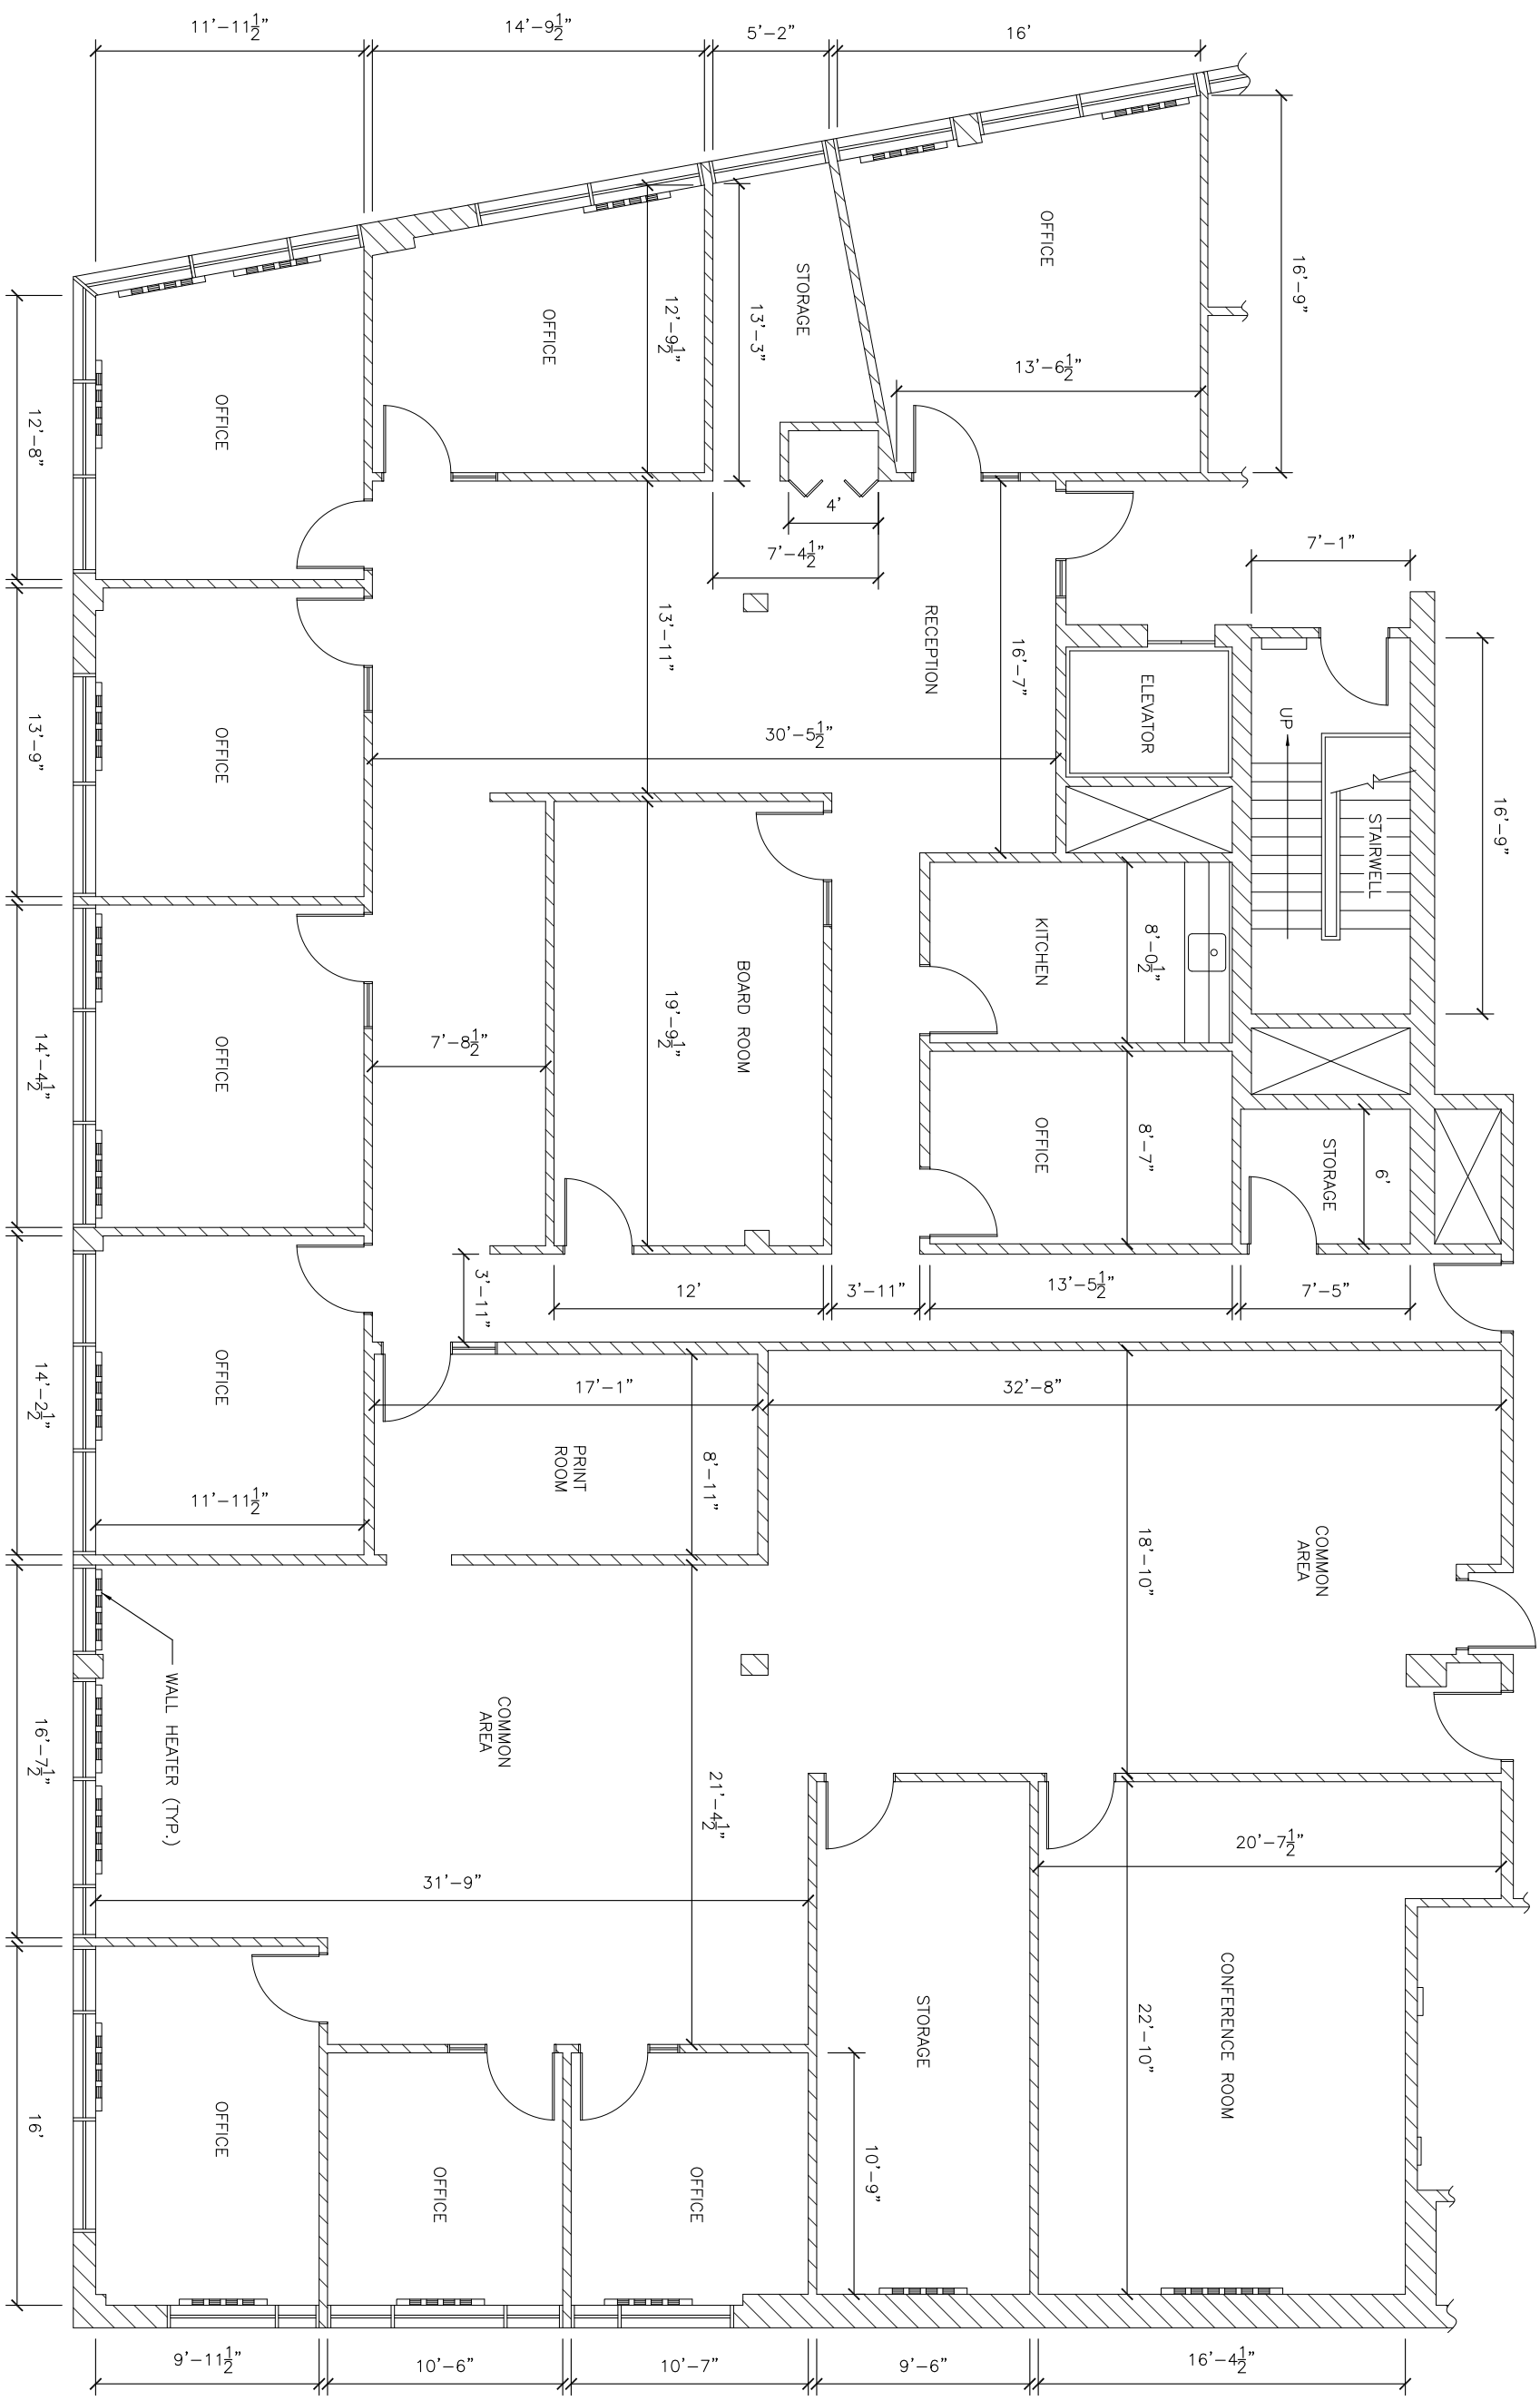 11'-11½"
14'-9½"
5'-2"
16'
OFFICE
16'-9"
STORAGE
OFFICE
12'-9½"
13'-3"
13'-6½"
OFFICE
12'-8"
4'
7'-4½"
7'-1"
RECEPTION
13'-11"
16'-7"
ELEVATOR
UP
30'-5½"
OFFICE
13'-9"
16'-9"
STAIRWELL
KITCHEN
8'-0½"
BOARD ROOM
19'-9½"
7'-8½"
OFFICE
14'-4½"
OFFICE
8'-7"
STORAGE
6'
3'-11"
12'
3'-11"
13'-5½"
7'-5"
OFFICE
14'-2½"
17'-1"
32'-8"
PRINT
ROOM
8'-11"
11'-11½"
COMMON
AREA
18'-10"
WALL HEATER (TYP.)
COMMON
AREA
16'-7½"
21'-4½"
20'-7½"
31'-9"
STORAGE
CONFERENCE ROOM
22'-10"
OFFICE
16'
OFFICE
OFFICE
10'-9"
9'-11½"
10'-6"
10'-7"
9'-6"
16'-4½"